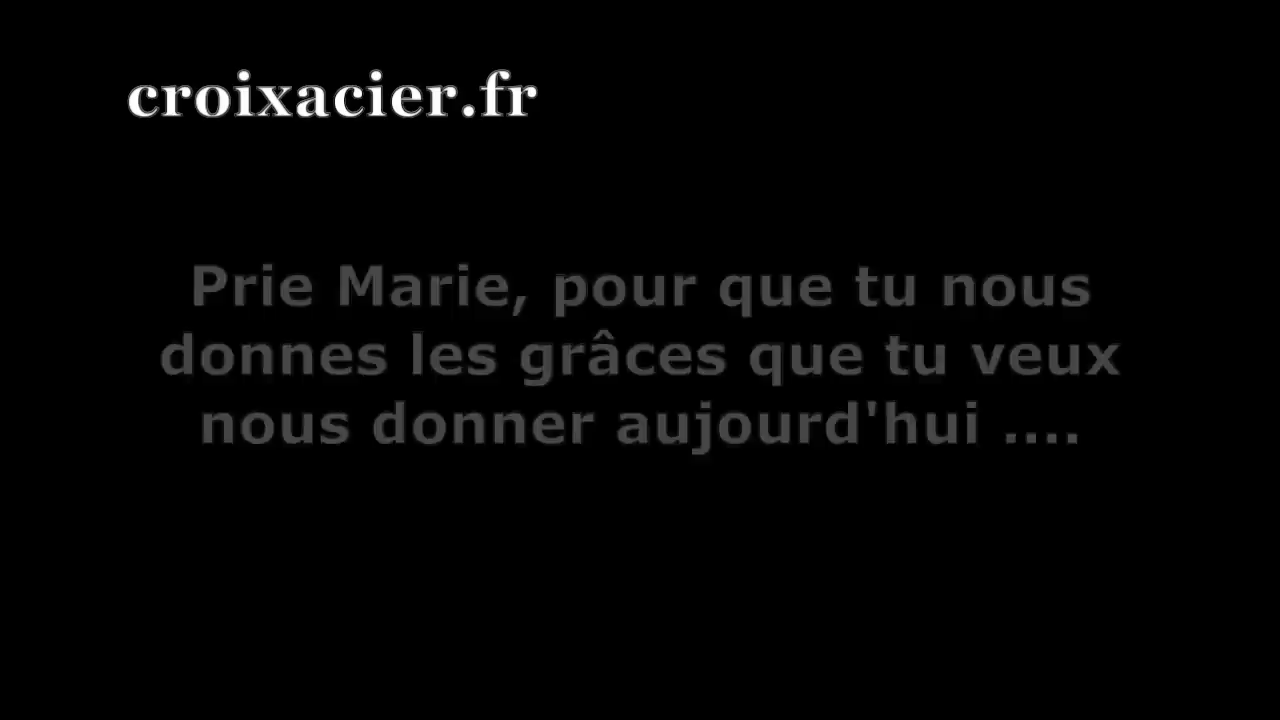 croixacier.fr
Prie Marie, pour que tu nous
donnes les grâces que tu veux
nous donner aujourd'hui ....